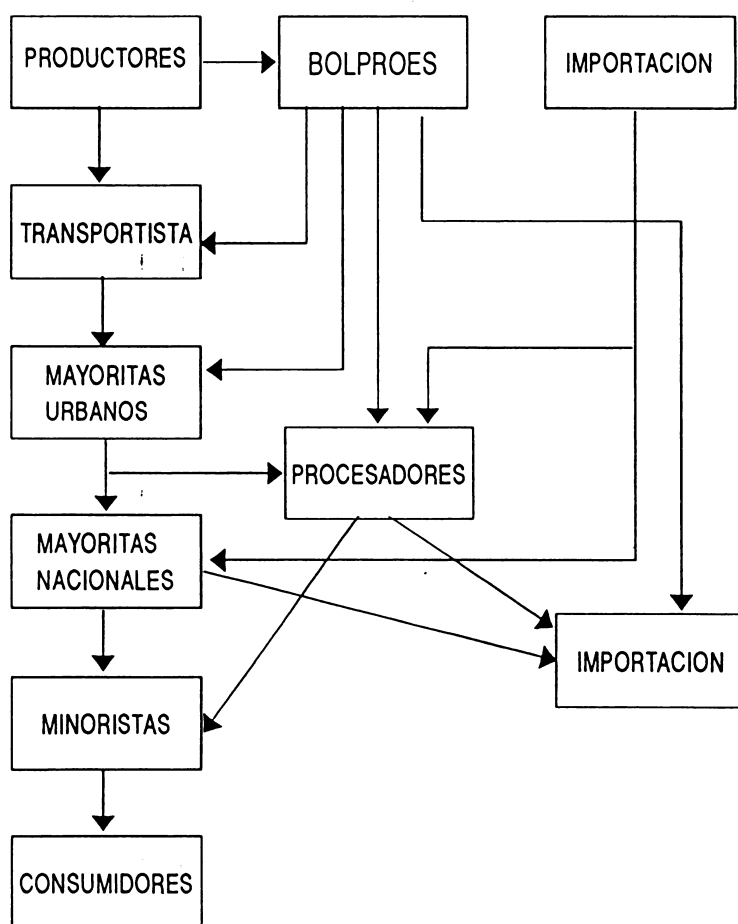 PRODUCTORES
BOLPROES
IMPORTACION
TRANSPORTISTA
MAYORITAS
URBANOS
PROCESADORES
MAYORITAS
NACIONALES
IMPORTACION
MINORISTAS
CONSUMIDORES